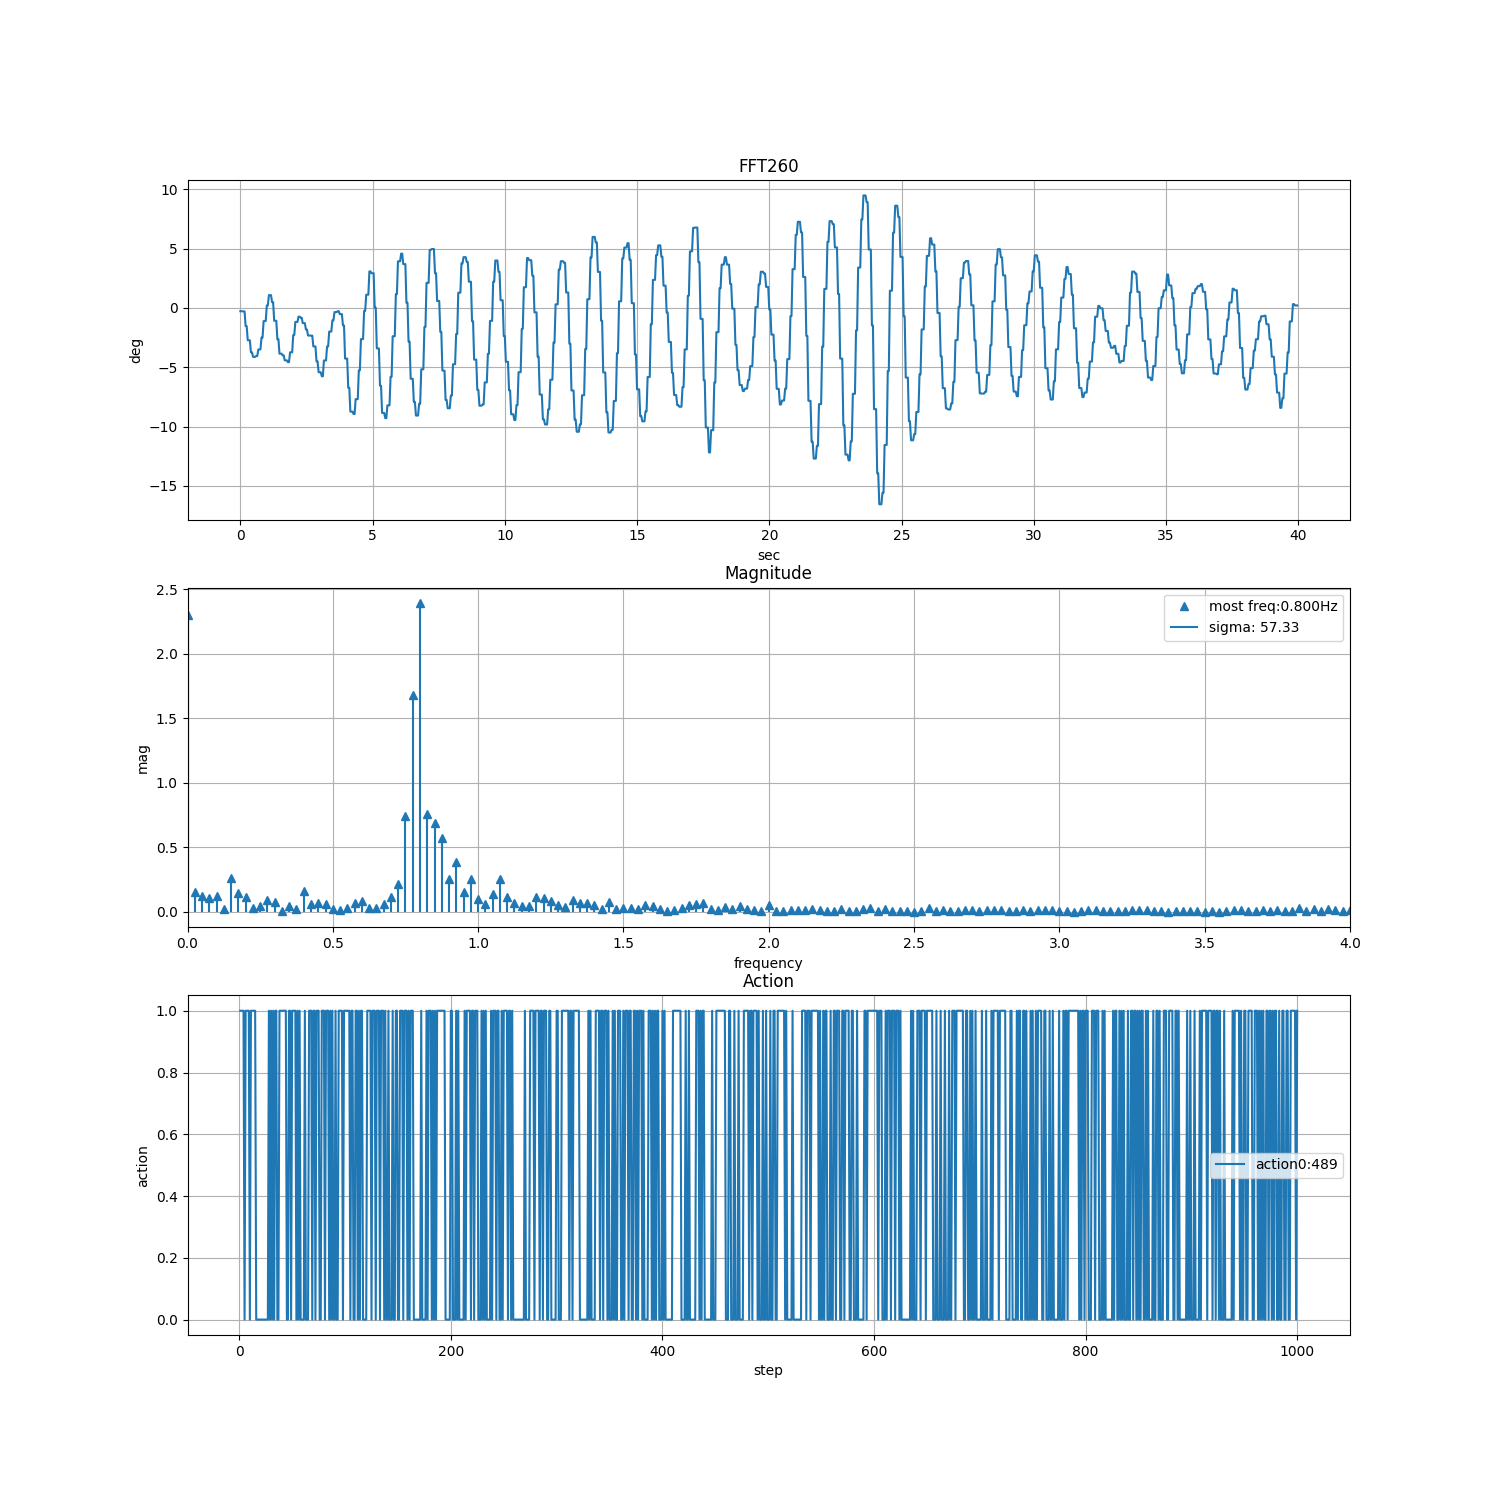 FFT260
10
5
0
−5
−10
−15
deg
0 5 10 15 20 25 30 35 40
sec
Magnitude
2.5
2.0
1.5
1.0
0.5
0.0
mag
most freq:0.800Hz
sigma: 57.33
0.0 0.5 1.0 1.5 2.0 2.5 3.0 3.5 4.0
frequency
Action
1.0
0.8
0.6
0.4
0.2
0.0
action
action0:489
0 200 400 600 800 1000
step